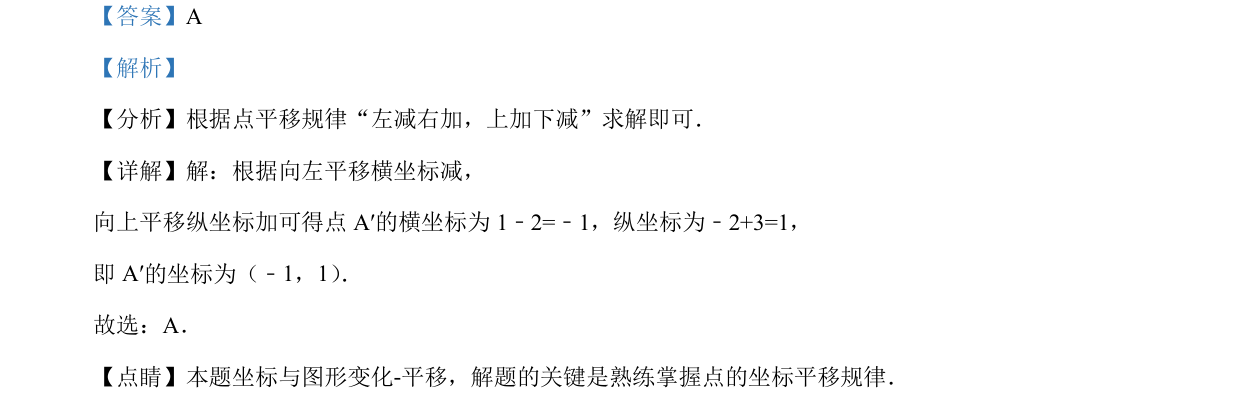 【答案】A
【解析】
【分析】根据点平移规律“左减右加，上加下减”求解即可．
【详解】解：根据向左平移横坐标减，
向上平移纵坐标加可得点 A′的横坐标为 1﹣2=﹣1，纵坐标为﹣2+3=1，
即 A′的坐标为（﹣1，1）．
故选：A．
【点睛】本题坐标与图形变化-平移，解题的关键是熟练掌握点的坐标平移规律．